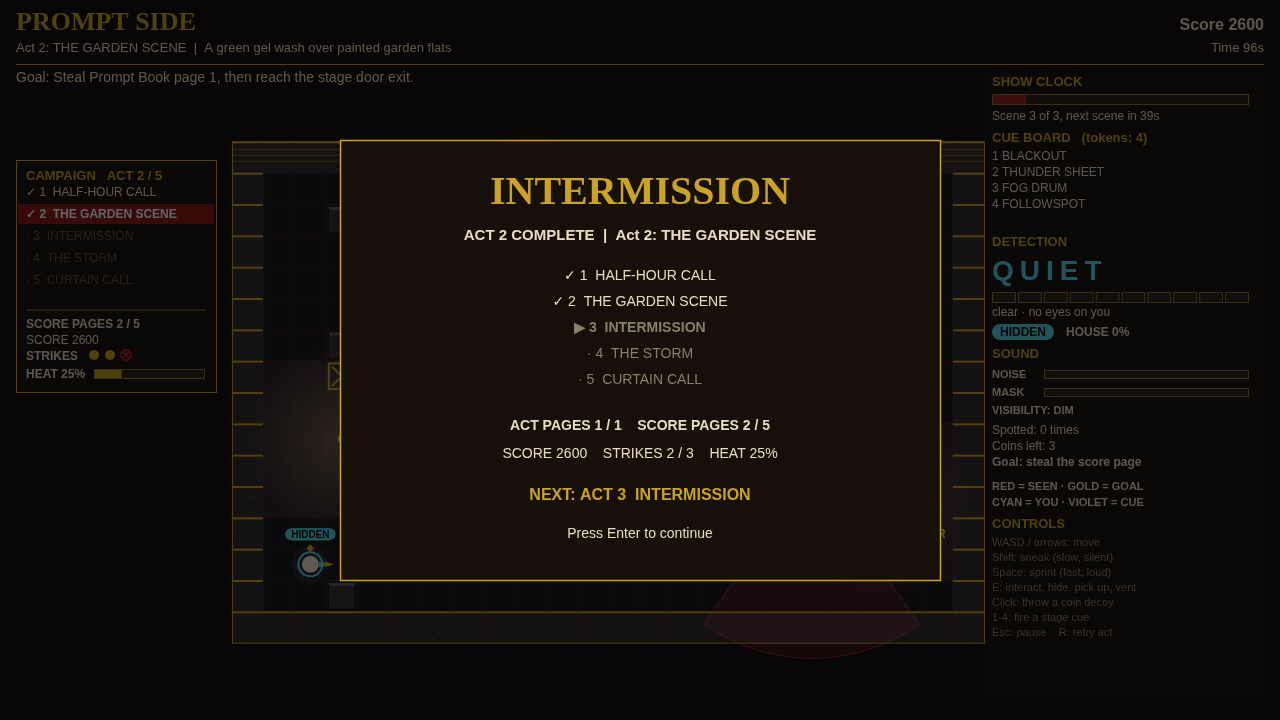 PROMPT SIDE
Score 2600
Act 2: THE GARDEN SCENE | A green gel wash over painted garden flats
Time 96s
Goal: Steal Prompt Book page 1, then reach the stage door exit.
CAMPAIGN ACT 2 / 5
✓ 1 HALF-HOUR CALL
✓ 2 THE GARDEN SCENE
· 3 INTERMISSION
· 4 THE STORM
· 5 CURTAIN CALL
SCORE PAGES 2 / 5
SCORE 2600
STRIKES
HEAT 25%
HIDDEN
INTERMISSION
ACT 2 COMPLETE | Act 2: THE GARDEN SCENE
✓ 1 HALF-HOUR CALL
✓ 2 THE GARDEN SCENE
▶ 3 INTERMISSION
· 4 THE STORM
· 5 CURTAIN CALL
ACT PAGES 1 / 1 SCORE PAGES 2 / 5
SCORE 2600 STRIKES 2 / 3 HEAT 25%
NEXT: ACT 3 INTERMISSION
Press Enter to continue
SHOW CLOCK
Scene 3 of 3, next scene in 39s
CUE BOARD (tokens: 4)
1 BLACKOUT
2 THUNDER SHEET
3 FOG DRUM
4 FOLLOWSPOT
DETECTION
QUIET
clear · no eyes on you
HIDDEN HOUSE 0%
SOUND
NOISE
MASK
VISIBILITY: DIM
Spotted: 0 times
Coins left: 3
Goal: steal the score page
RED = SEEN · GOLD = GOAL
CYAN = YOU · VIOLET = CUE
CONTROLS
WASD / arrows: move
Shift: sneak (slow, silent)
Space: sprint (fast, loud)
E: interact, hide, pick up, vent
Click: throw a coin decoy
1-4: fire a stage cue
Esc: pause R: retry act